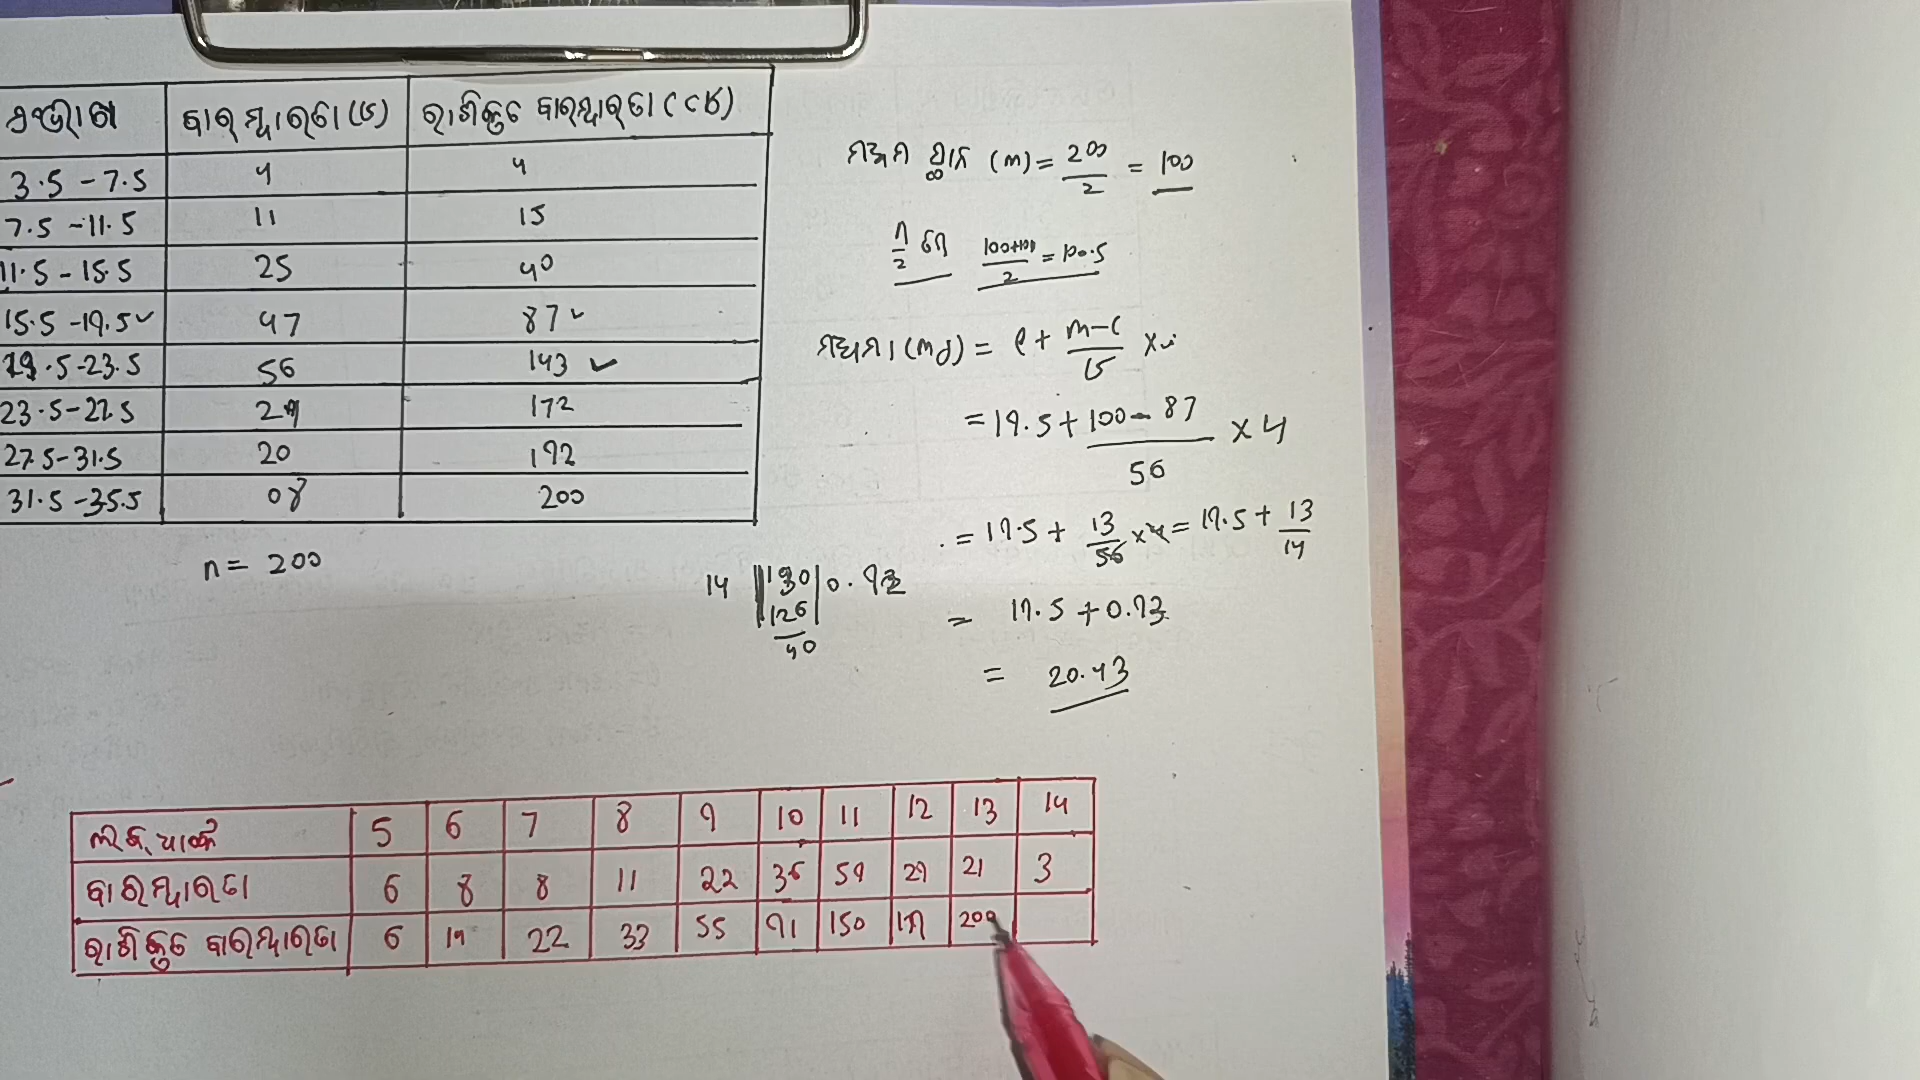 ସଂଭାଗ ବାରମ୍ବାରତା (f) ରାଶିକୃତ ବାରମ୍ବାରତା (cf)
3.5 - 7.5 4 4
7.5 - 11.5 11 15
11.5 - 15.5 25 40
15.5 - 19.5 ✓ 47 87 ✓
19.5 - 23.5 56 143 ✓
23.5 - 27.5 29 172
27.5 - 31.5 20 192
31.5 - 35.5 08 200
n = 200
ମଧ୍ୟମ ସ୍ଥାନ (m) = 200/2 = 100
n/2 ତମ (100+101)/2 = 100.5
ମଧ୍ୟମା (md) = l + (m-c)/f × i
= 19.5 + (100 - 87)/56 × 4
= 19.5 + 13/56 × 4 = 19.5 + 13/14
14 | 130 | 0.92
126
40
= 19.5 + 0.93
= 20.43
5 6 7 8 9 10 11 12 13 14
ବାରମ୍ବାରତା 6 8 8 11 22 36 59 29 21 3
ରାଶିକୃତ ବାରମ୍ବାରତା 6 14 22 33 55 91 150 179 200